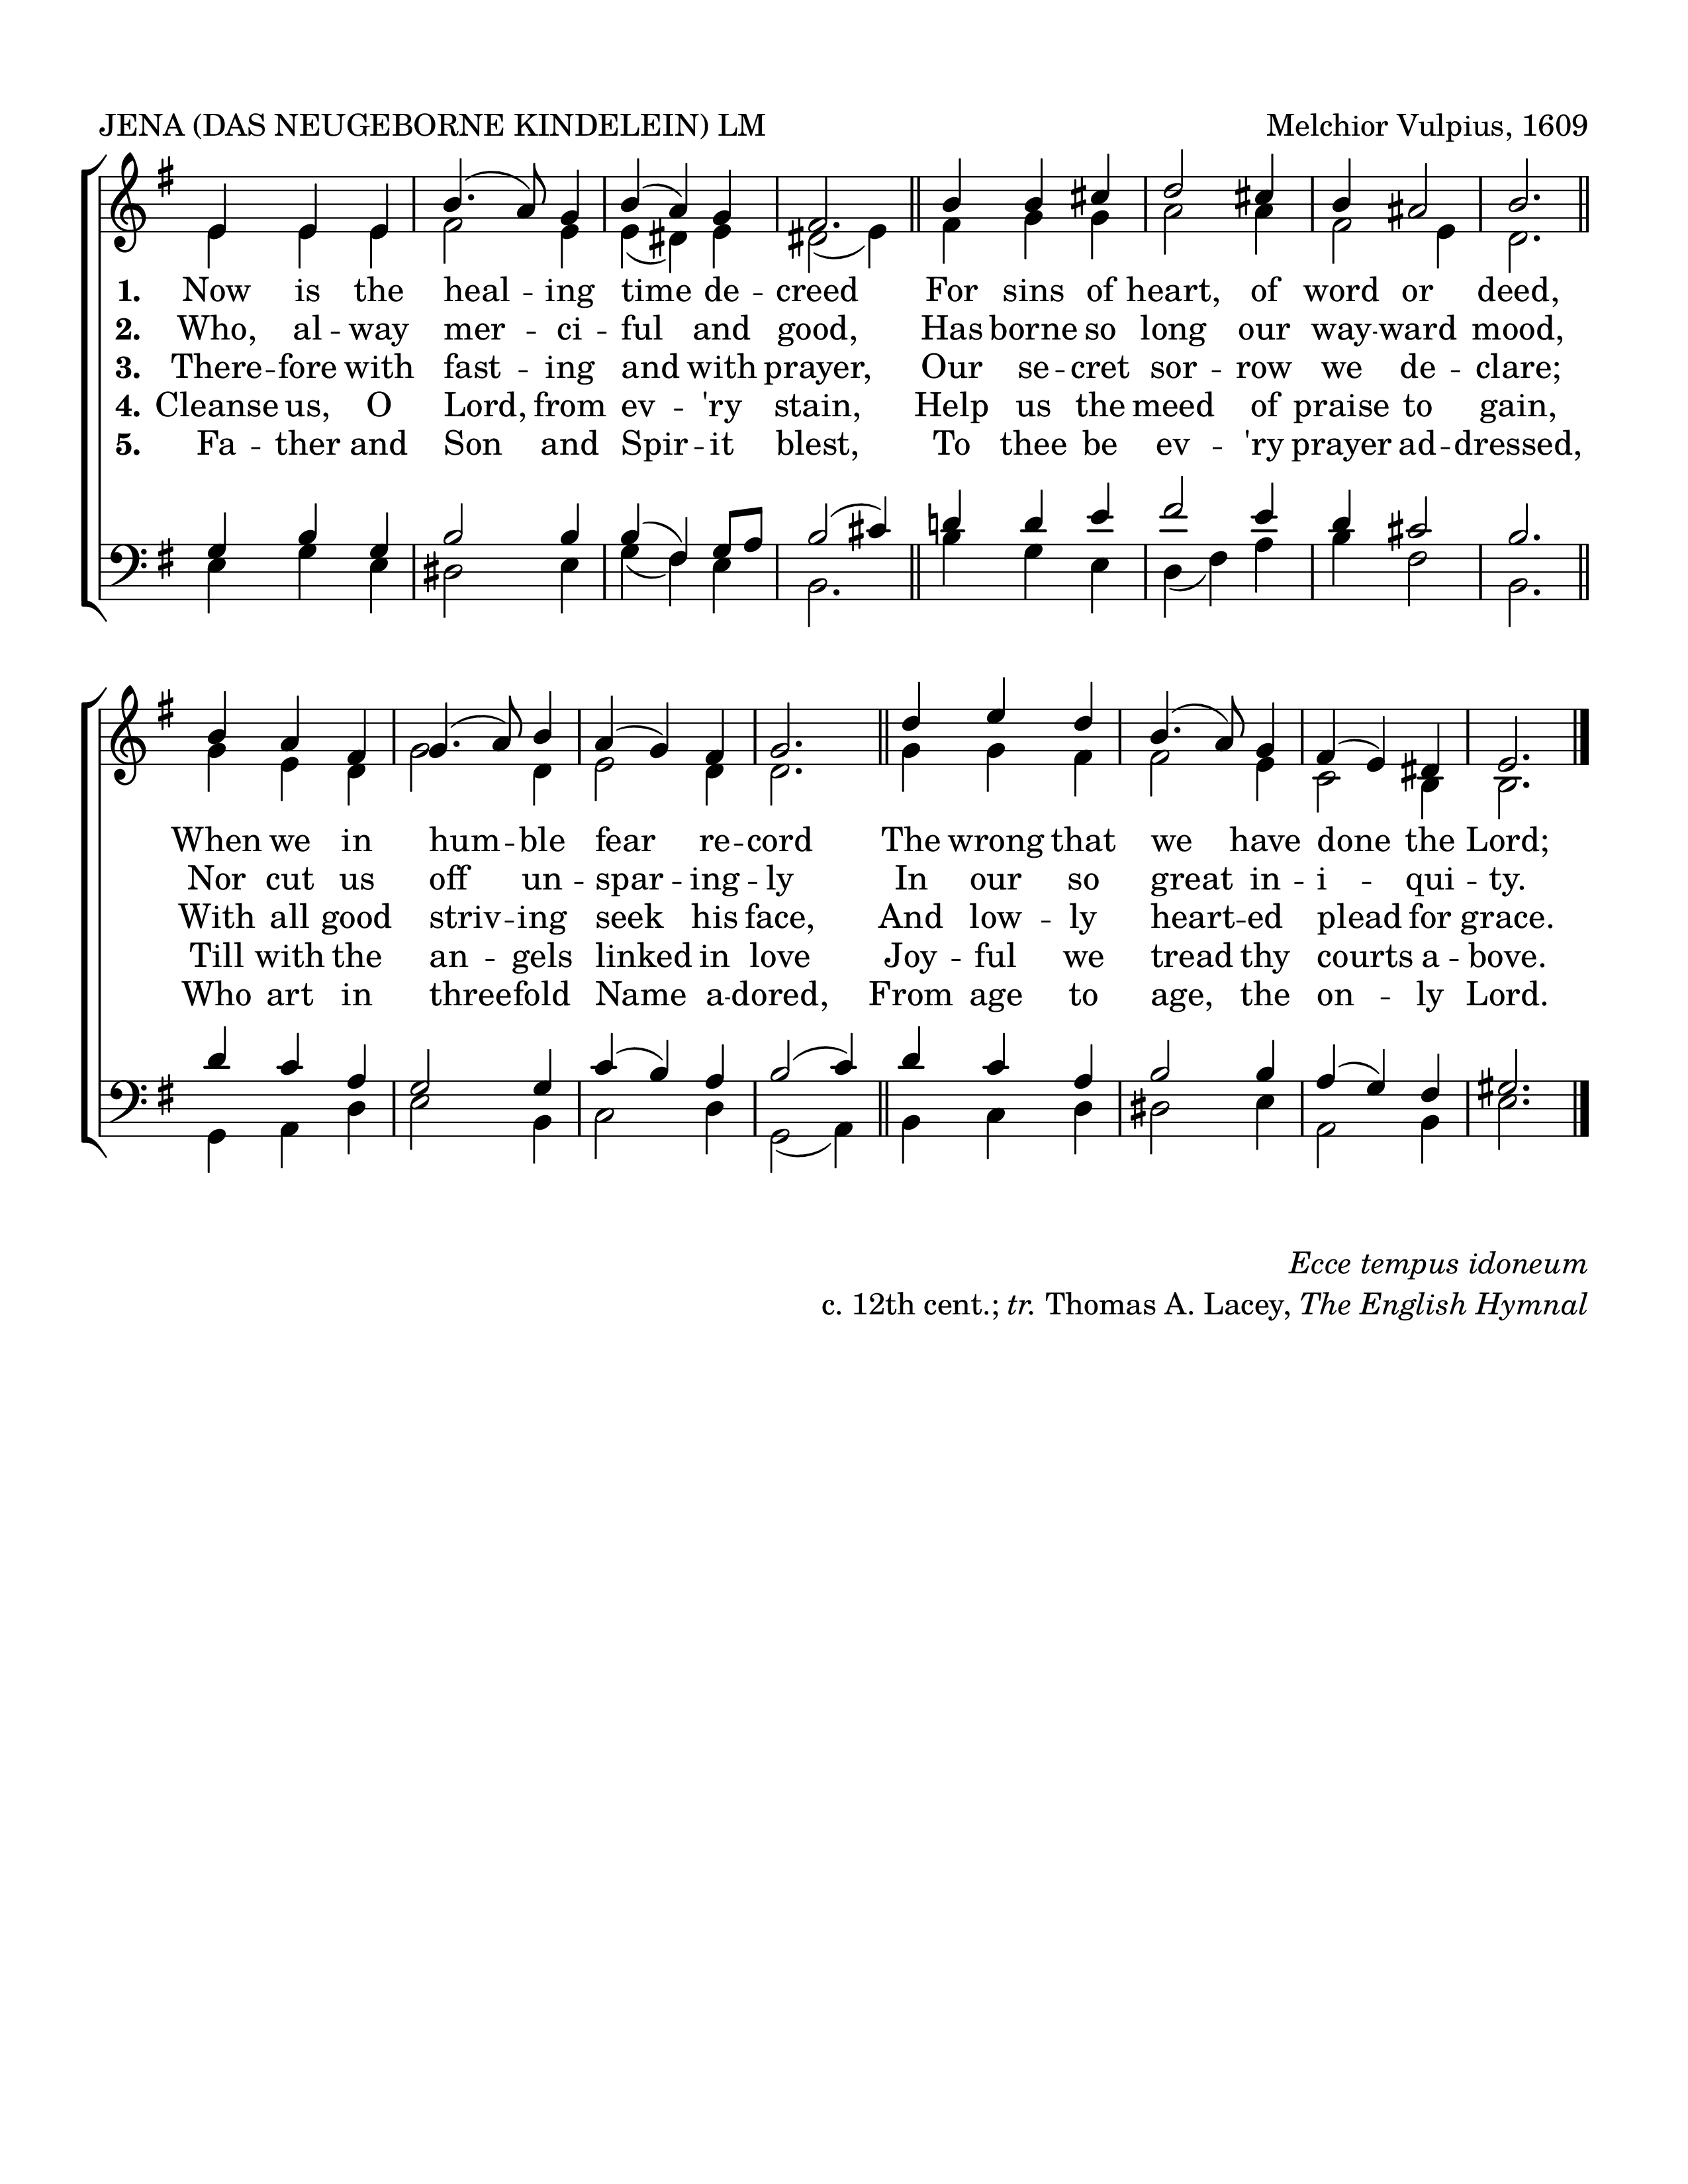 JENA (DAS NEUGEBORNE KINDELEIN) LM
Melchior Vulpius, 1609
1. Now is the heal -- ing time de -- creed For sins of heart, of word or deed,
2. Who, al -- way mer -- ci -- ful and good, Has borne so long our way -- ward mood,
3. There -- fore with fast -- ing and with prayer, Our se -- cret sor -- row we de -- clare;
4. Cleanse us, O Lord, from ev -- 'ry stain, Help us the meed of praise to gain,
5. Fa -- ther and Son and Spir -- it blest, To thee be ev -- 'ry prayer ad -- dressed,
When we in hum -- ble fear re -- cord The wrong that we have done the Lord;
Nor cut us off un -- spar -- ing -- ly In our so great in -- i -- qui -- ty.
With all good striv -- ing seek his face, And low -- ly heart -- ed plead for grace.
Till with the an -- gels linked in love Joy -- ful we tread thy courts a -- bove.
Who art in threefold Name a -- dored, From age to age, the on -- ly Lord.
Ecce tempus idoneum
c. 12th cent.; tr. Thomas A. Lacey, The English Hymnal